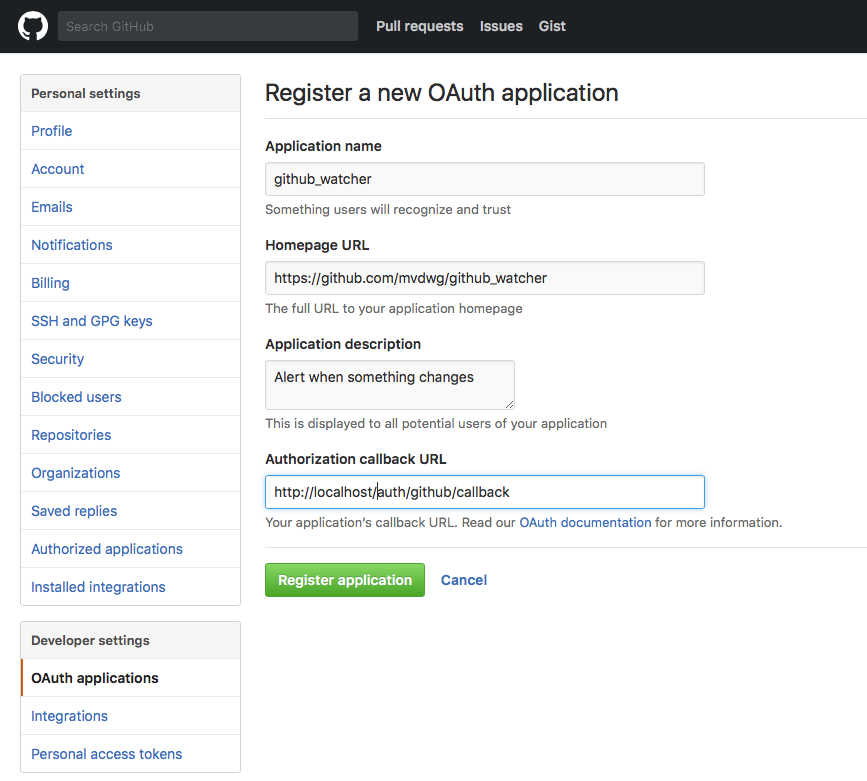 Search GitHub
Pull requests
Issues
Gist
Personal settings
Profile
Account
Emails
Notifications
Billing
SSH and GPG keys
Security
Blocked users
Repositories
Organizations
Saved replies
Authorized applications
Installed integrations
Developer settings
OAuth applications
Integrations
Personal access tokens
Register a new OAuth application
Application name
github_watcher
Something users will recognize and trust
Homepage URL
https://github.com/mvdwg/github_watcher
The full URL to your application homepage
Application description
Alert when something changes
This is displayed to all potential users of your application
Authorization callback URL
http://localhost/auth/github/callback
Your application's callback URL. Read our OAuth documentation for more information.
Register application
Cancel